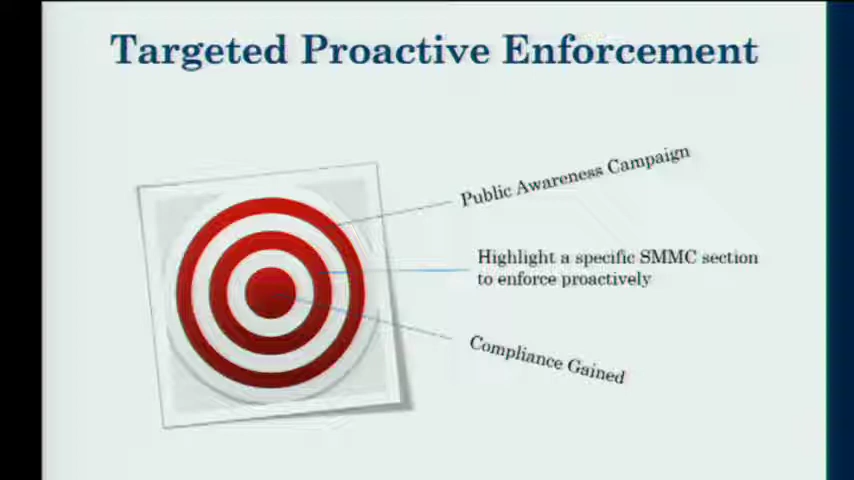 Targeted Proactive Enforcement
Public Awareness Campaign
Highlight a specific SMMC section
to enforce proactively
Compliance Gained